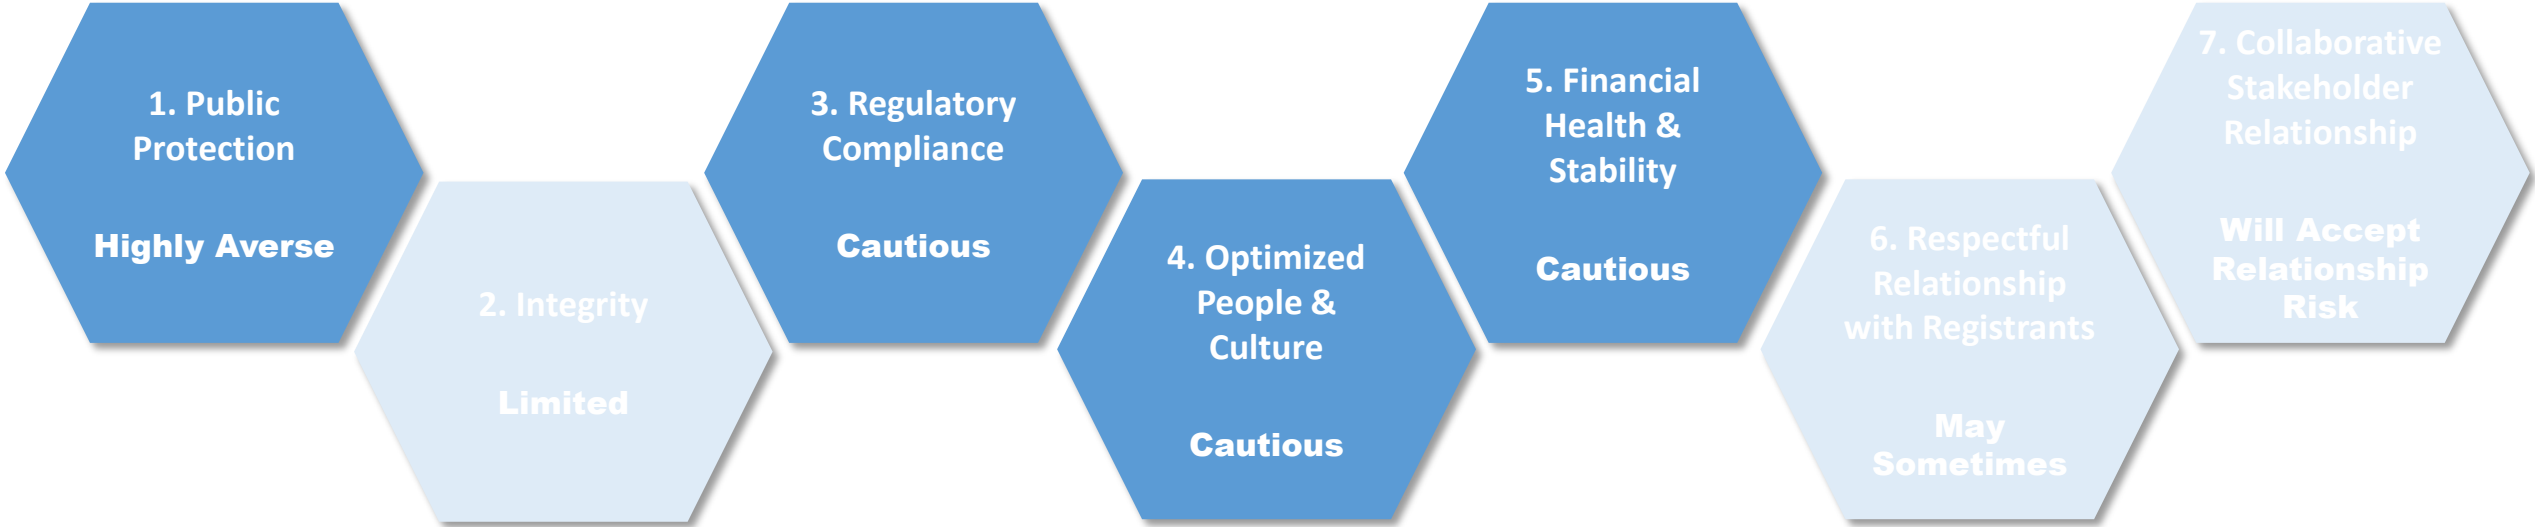 1. Public
Protection
Highly Averse
2. Integrity
Limited
3. Regulatory
Compliance
Cautious
4. Optimized
People &
Culture
Cautious
5. Financial
Health &
Stability
Cautious
6. Respectful
Relationship
with Registrants
May
Sometimes
7. Collaborative
Stakeholder
Relationship
Will Accept
Relationship
Risk